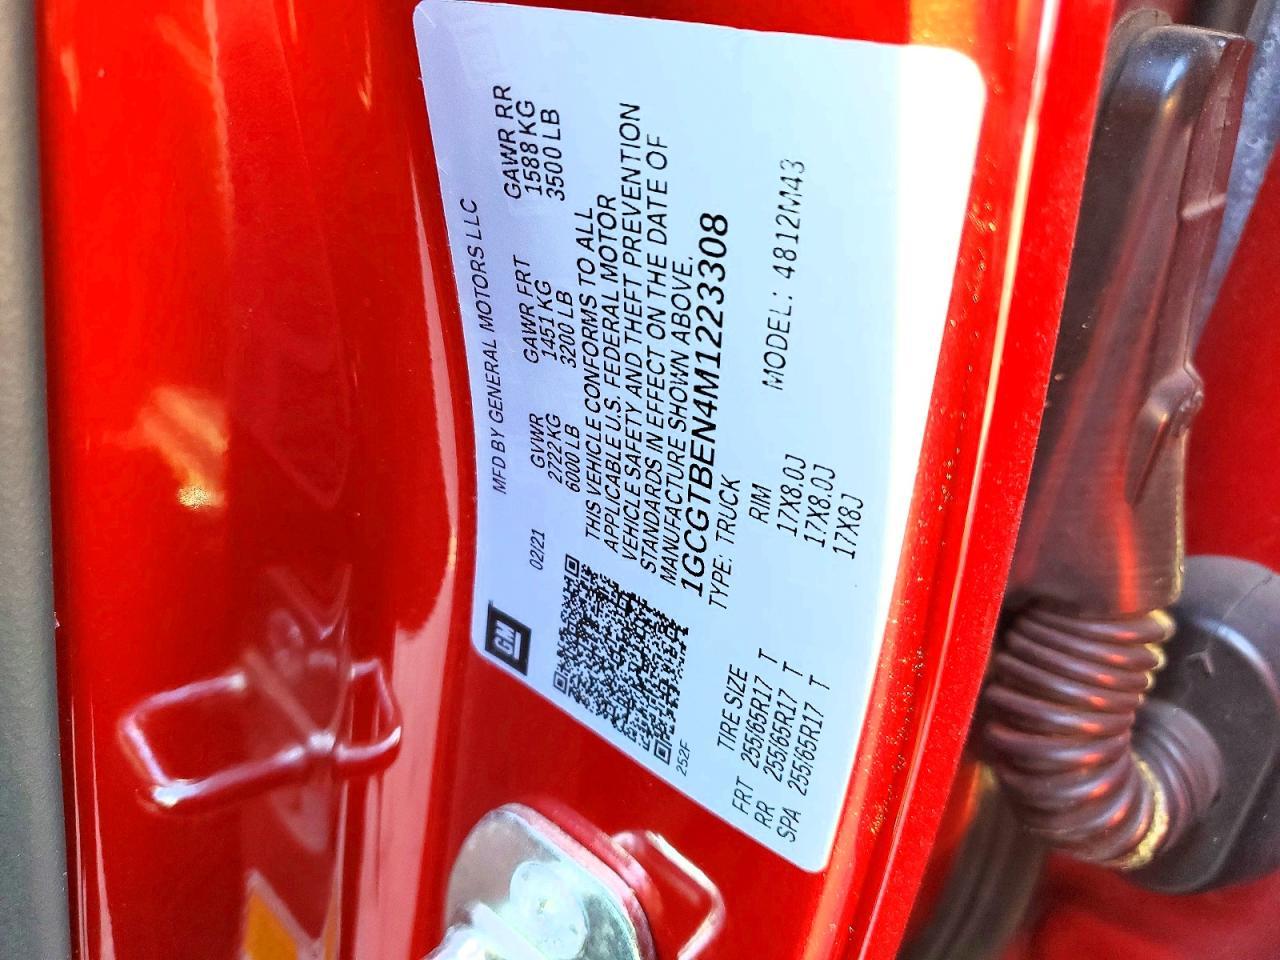 MFD BY GENERAL MOTORS LLC
GM
02/21
GVWR GAWR FRT GAWR RR
2722 KG 1451 KG 1588 KG
6000 LB 3200 LB 3500 LB
THIS VEHICLE CONFORMS TO ALL
APPLICABLE U.S. FEDERAL MOTOR
VEHICLE SAFETY AND THEFT PREVENTION
STANDARDS IN EFFECT ON THE DATE OF
MANUFACTURE SHOWN ABOVE.
1GCGTBEN4M1223308
252F
TYPE: TRUCK MODEL: 4812M43
TIRE SIZE RIM
FRT 255/65R17 T 17X8.0J
RR 255/65R17 T 17X8.0J
SPA 255/65R17 T 17X8J